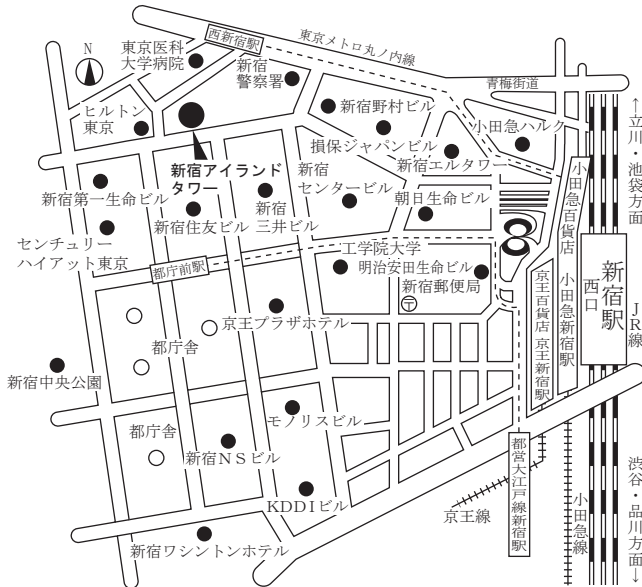 N
西新宿駅
東京メトロ丸ノ内線
東京医科
大学病院
新宿
警察署
青梅街道
ヒルトン
東京
新宿野村ビル
小田急ハルク
損保ジャパンビル
新宿アイランド
タワー
新宿
センタービル
新宿エルタワー
新宿第一生命ビル
新宿住友ビル
新宿
三井ビル
朝日生命ビル
センチュリー
ハイアット東京
都庁前駅
工学院大学
明治安田生命ビル
新宿郵便局
〒
小田急百貨店
小田急新宿駅
京王百貨店
京王新宿駅
新宿駅
西口
JR線
←立川・池袋方面
京王プラザホテル
都庁舎
新宿中央公園
都庁舎
モノリスビル
新宿NSビル
KDDIビル
新宿ワシントンホテル
京王線
都営大江戸線新宿駅
小田急線
渋谷・品川方面→